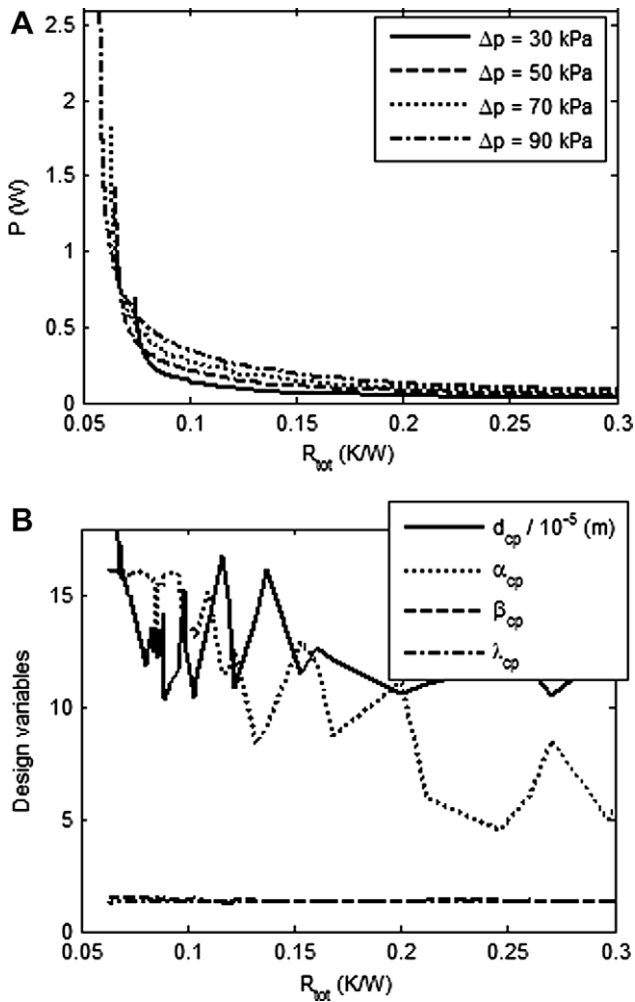 A
2.5
2
1.5
1
0.5
0
P (W)
Δp = 30 kPa
Δp = 50 kPa
Δp = 70 kPa
Δp = 90 kPa
0.05 0.1 0.15 0.2 0.25 0.3
R_tot (K/W)
B
15
10
5
0
Design variables
d_cp / 10^-5 (m)
α_cp
β_cp
λ_cp
0.05 0.1 0.15 0.2 0.25 0.3
R_tot (K/W)